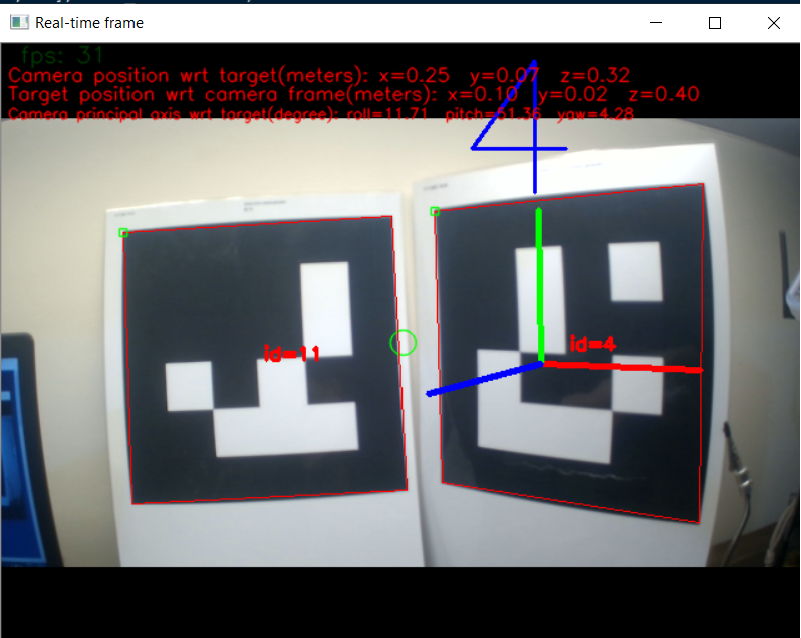 Real-time frame
fps: 31
Camera position wrt target(meters): x=0.25 y=0.07 z=0.32
Target position wrt camera frame(meters): x=0.10 y=0.02 z=0.40
Camera principal axis wrt target(degree): roll=11.71 pitch=51.36 yaw=4.28
4
id=11
id=4